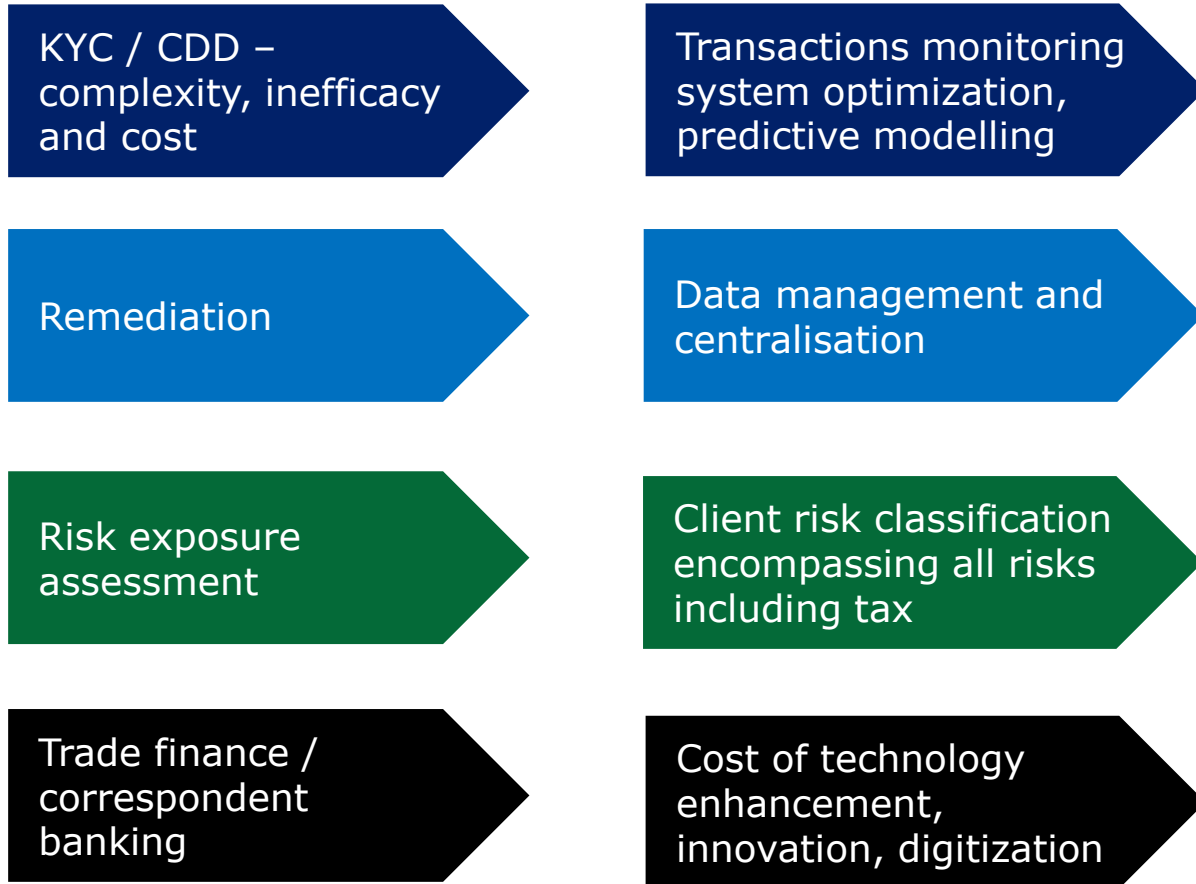 KYC / CDD –
complexity, inefficacy
and cost
Transactions monitoring
system optimization,
predictive modelling
Remediation
Data management and
centralisation
Risk exposure
assessment
Client risk classification
encompassing all risks
including tax
Trade finance /
correspondent
banking
Cost of technology
enhancement,
innovation, digitization